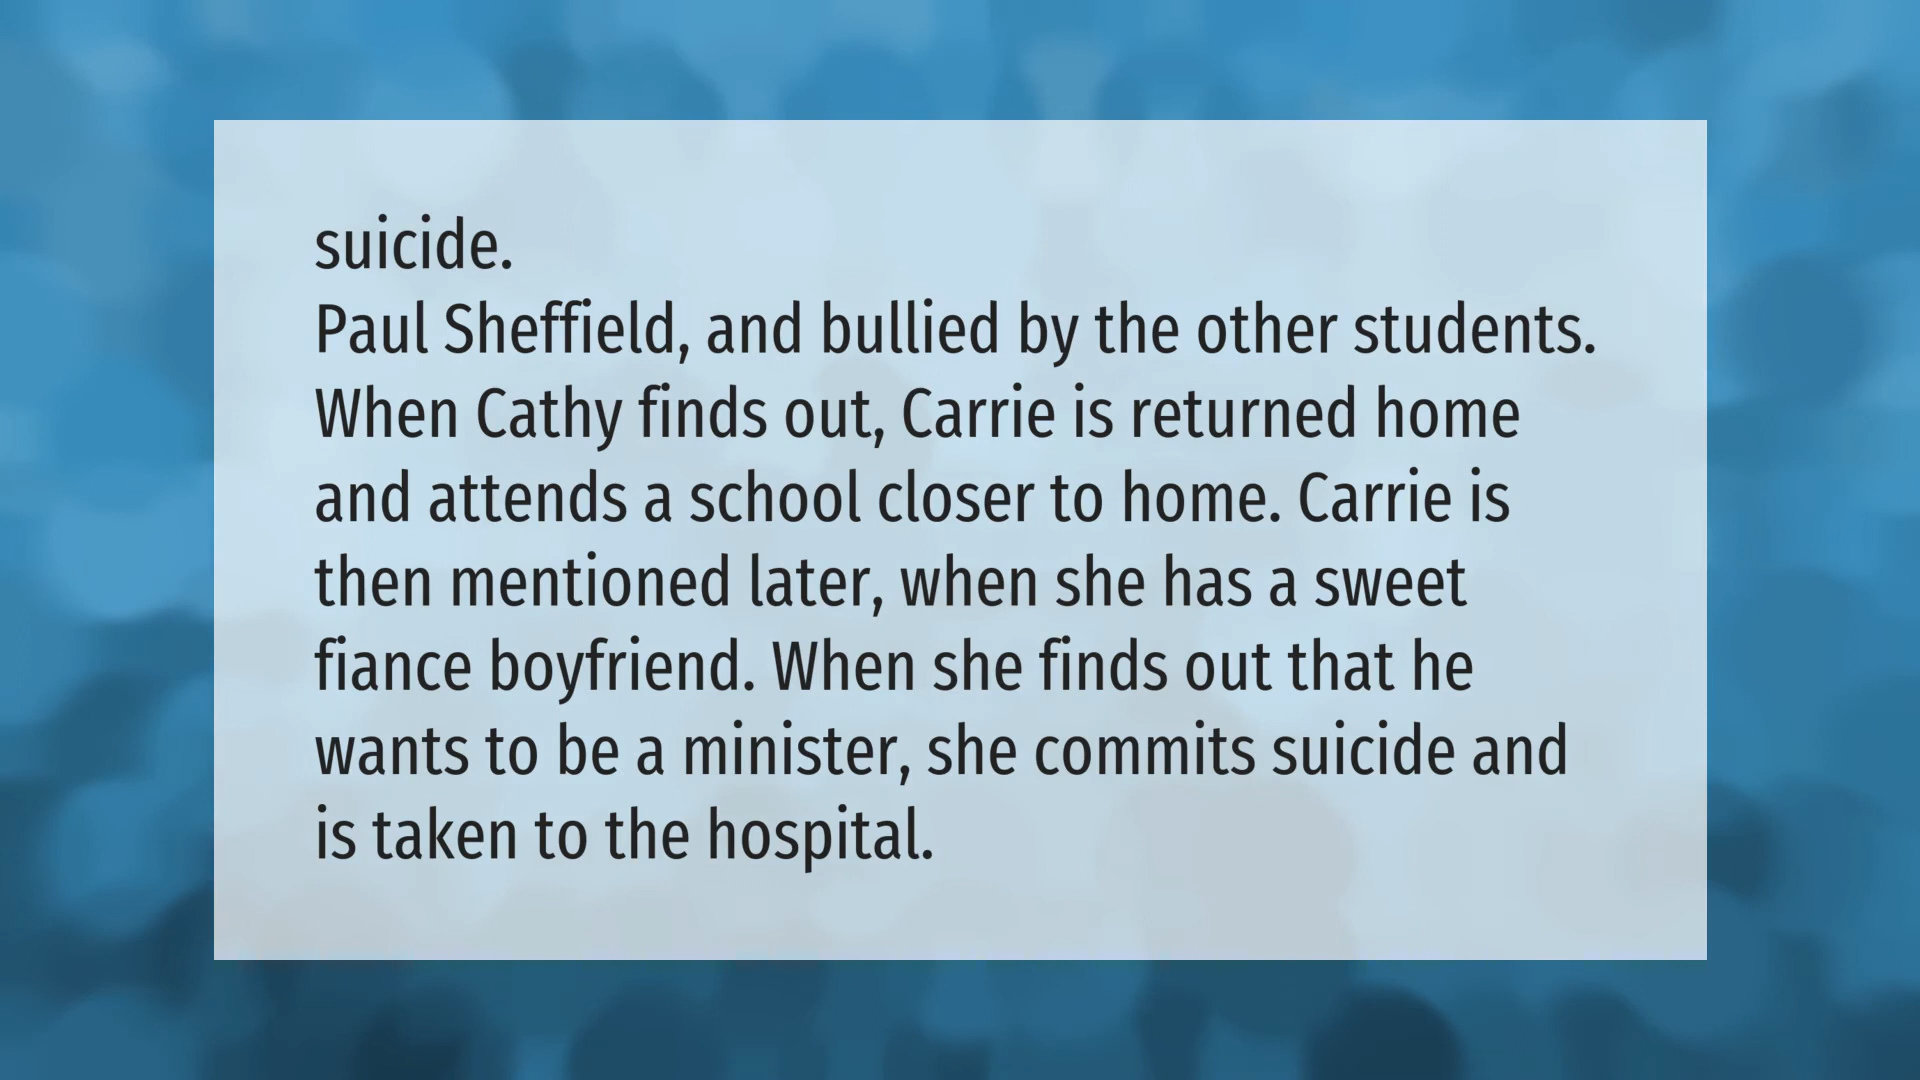 suicide.
Paul Sheffield, and bullied by the other students.
When Cathy finds out, Carrie is returned home
and attends a school closer to home. Carrie is
then mentioned later, when she has a sweet
fiance boyfriend. When she finds out that he
wants to be a minister, she commits suicide and
is taken to the hospital.